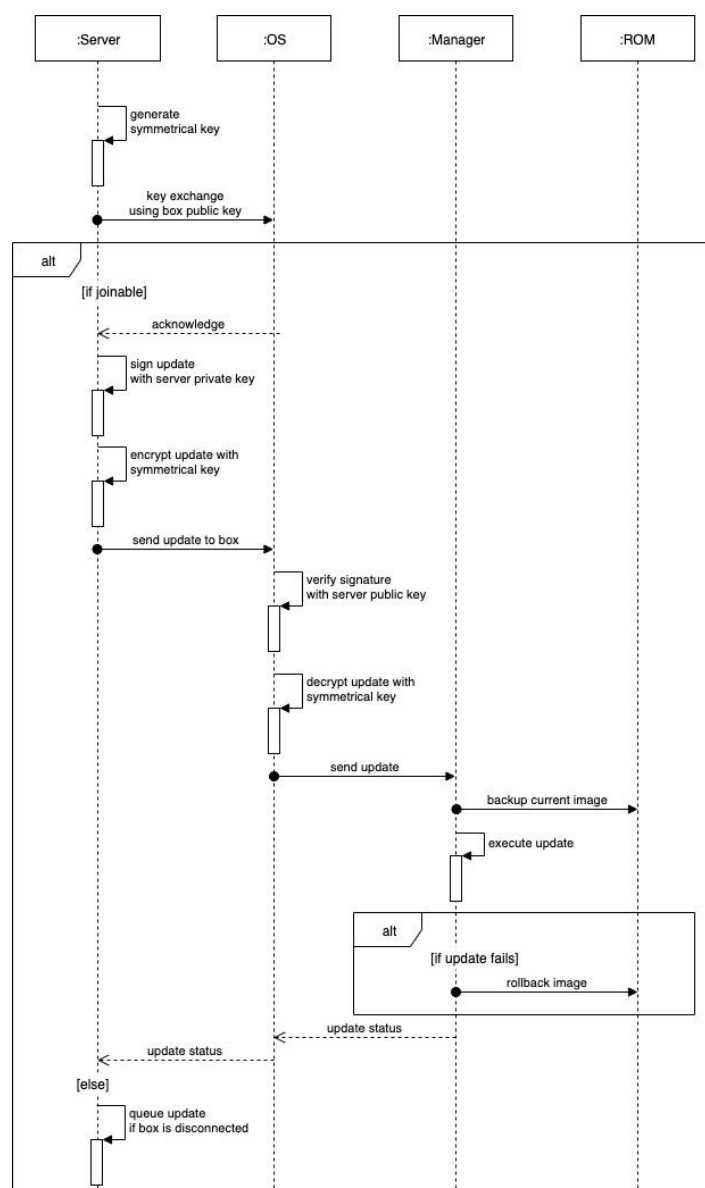 :Server
:OS
:Manager
:ROM
generate
symmetrical key
key exchange
using box public key
alt
[if joinable]
acknowledge
sign update
with server private key
encrypt update with
symmetrical key
send update to box
verify signature
with server public key
decrypt update with
symmetrical key
send update
backup current image
execute update
alt
[if update fails]
rollback image
update status
update status
[else]
queue update
if box is disconnected